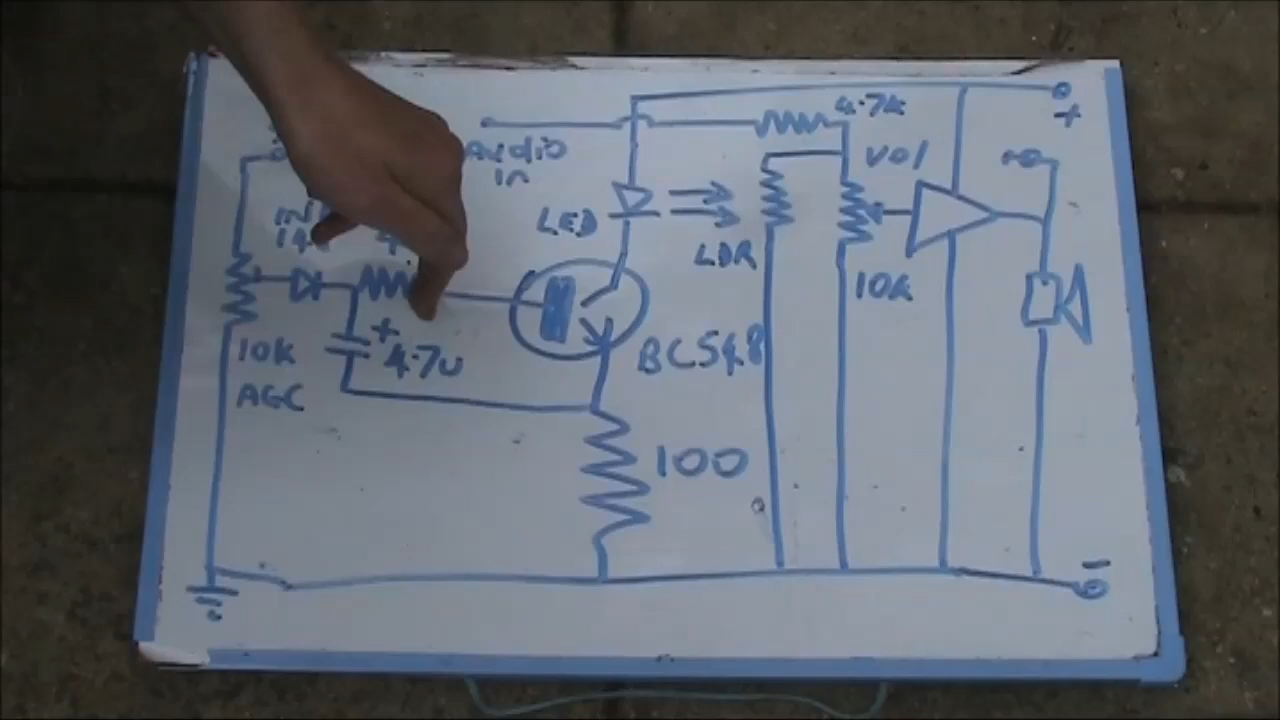 4.7k
+
AUDIO
in
VOl
LED
LDR
10k
+
4.7u
10k
AGC
BC548
100
-